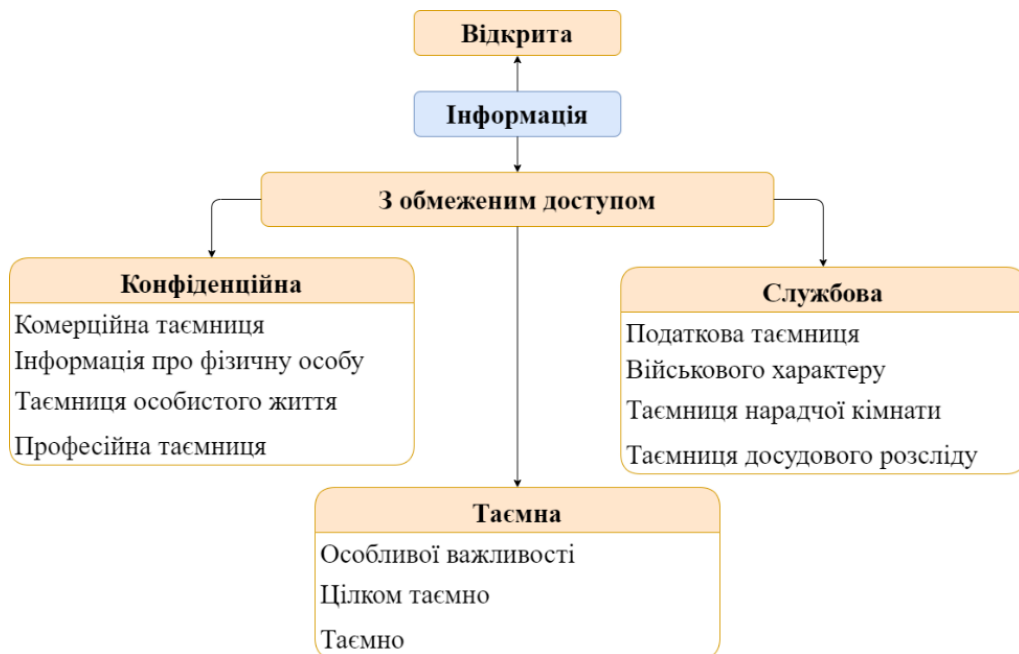 Відкрита
Інформація
З обмеженим доступом
Конфіденційна
Комерційна таємниця
Інформація про фізичну особу
Таємниця особистого життя
Професійна таємниця
Службова
Податкова таємниця
Військового характеру
Таємниця нарадчої кімнати
Таємниця досудового розсліду
Таємна
Особливої важливості
Цілком таємно
Таємно